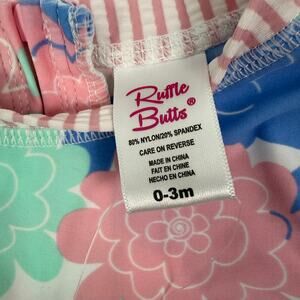 Ruffle
Butts®
80% NYLON/20% SPANDEX
CARE ON REVERSE
MADE IN CHINA
FAIT EN CHINE
HECHO EN CHINA
0-3m